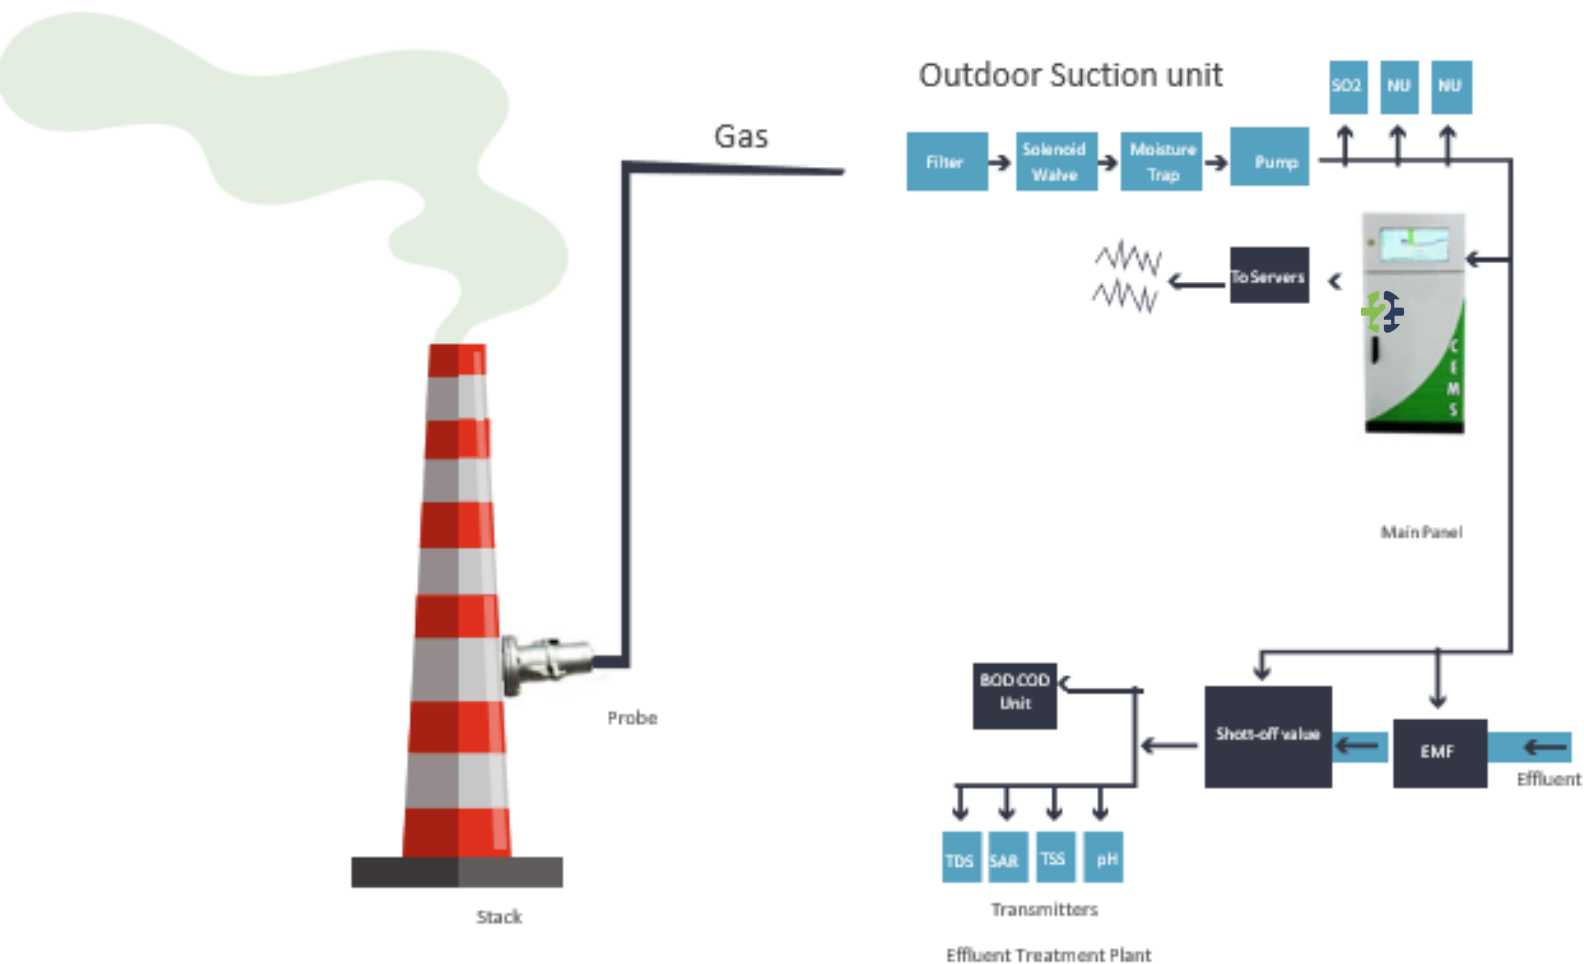 Outdoor Suction unit
Gas
SO2
NU
NU
Filter
Solenoid
Walve
Moisture
Trap
Pump
To Servers
C
E
M
S
Main Panel
Probe
BOD COD
Unit
Shott-off value
EMF
Effluent
TDS
SAR
TSS
pH
Transmitters
Stack
Effluent Treatment Plant